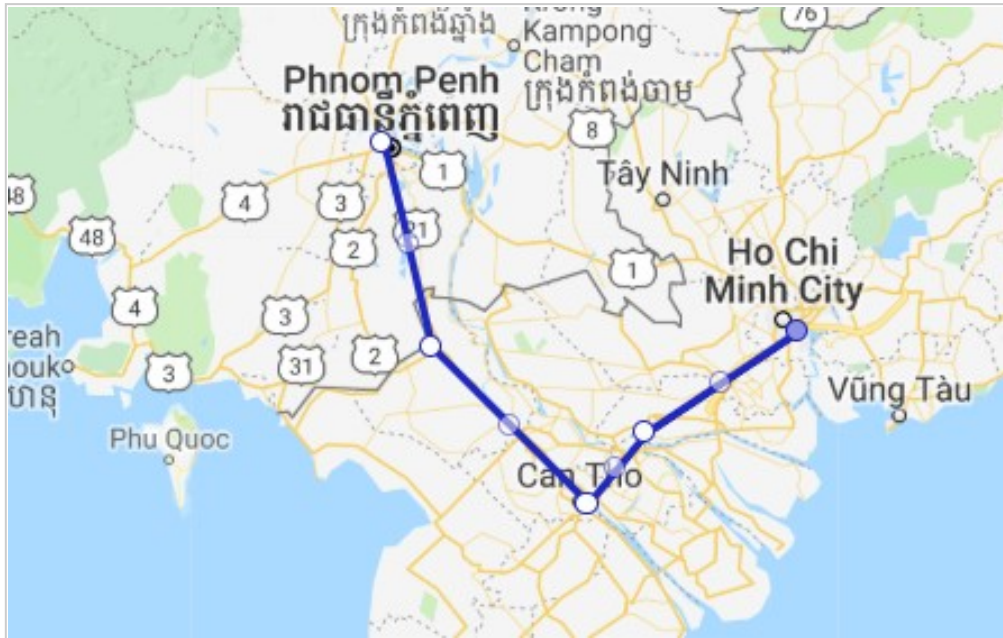 ក្រុងកំពង់ឆ្នាំង
Kampong
Cham
ក្រុងកំពង់ចាម
76
Phnom Penh
រាជធានីភ្នំពេញ
8
1
Tây Ninh
48
4
3
21
48
2
1
Ho Chi
Minh City
4
3
reah
2
31
3
Vũng Tàu
Phu Quoc
Can Tho